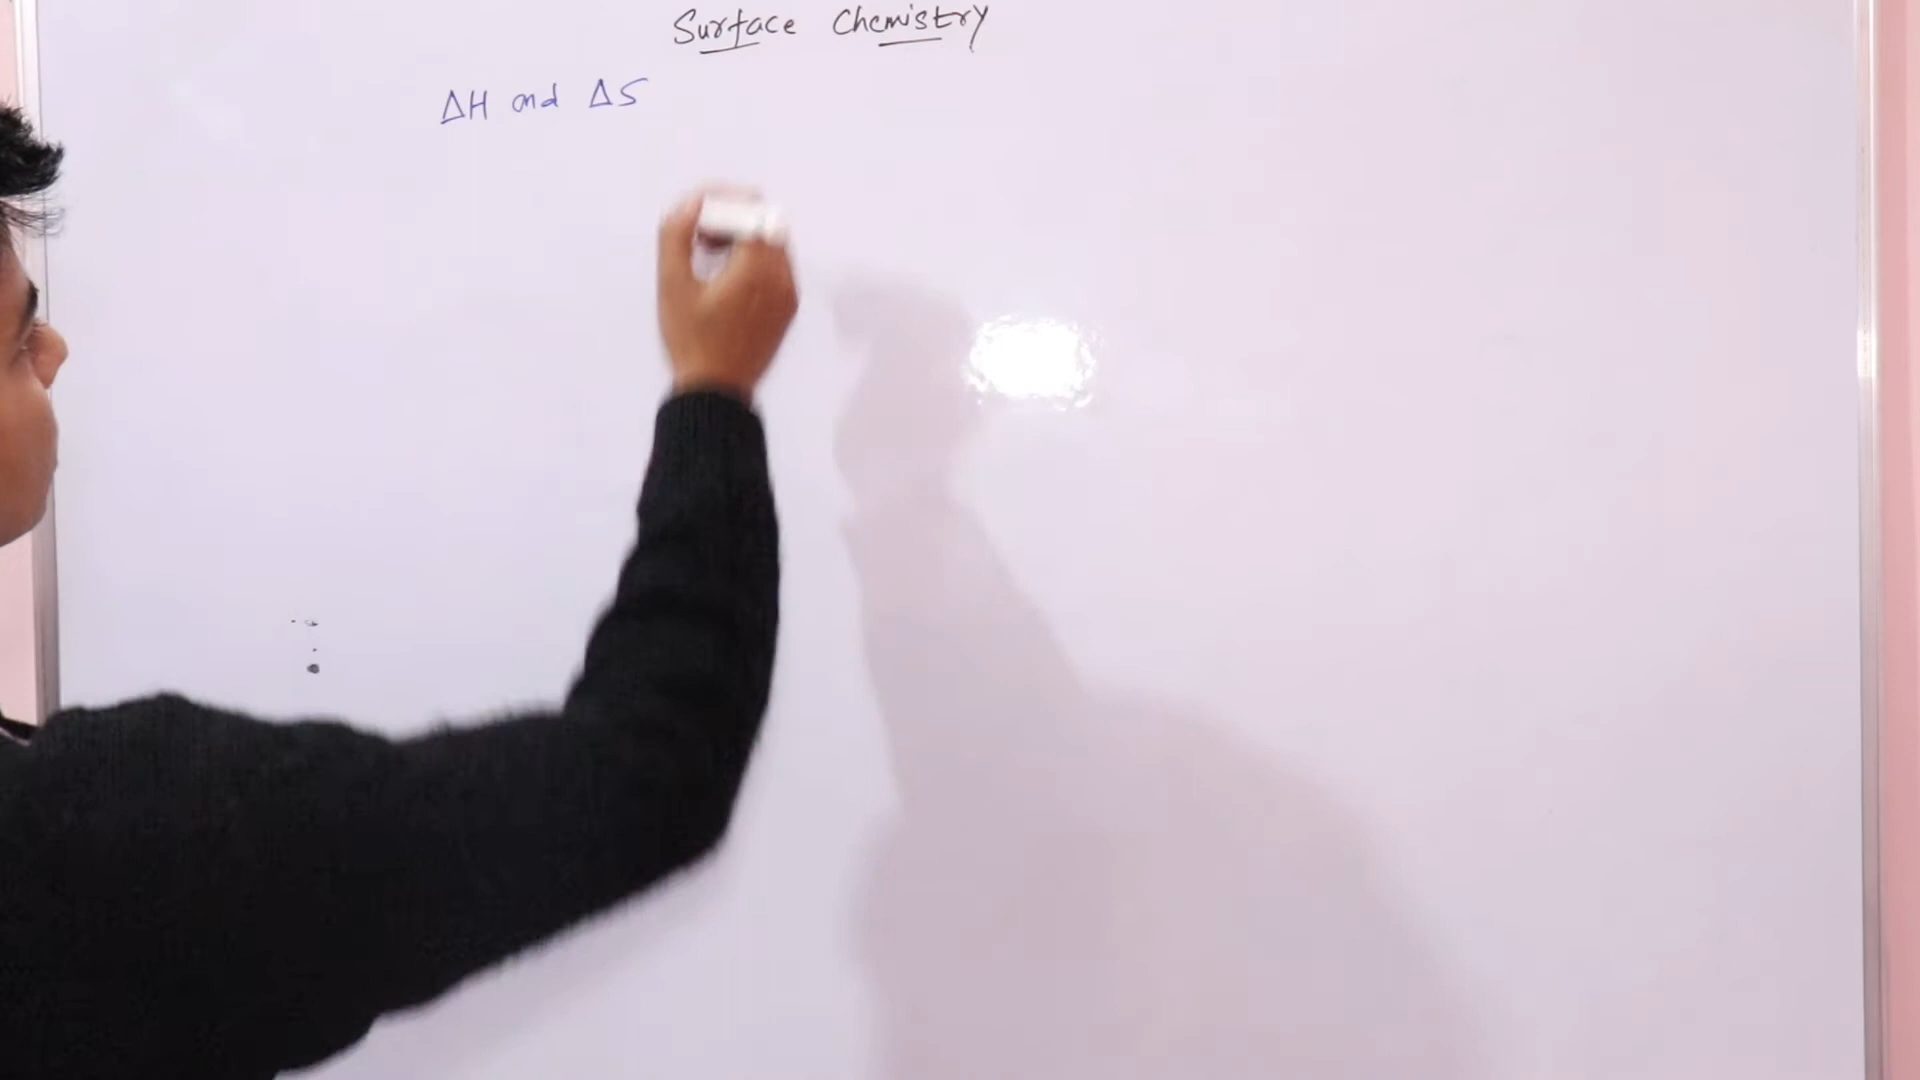 Surface Chemistry
ΔH and ΔS